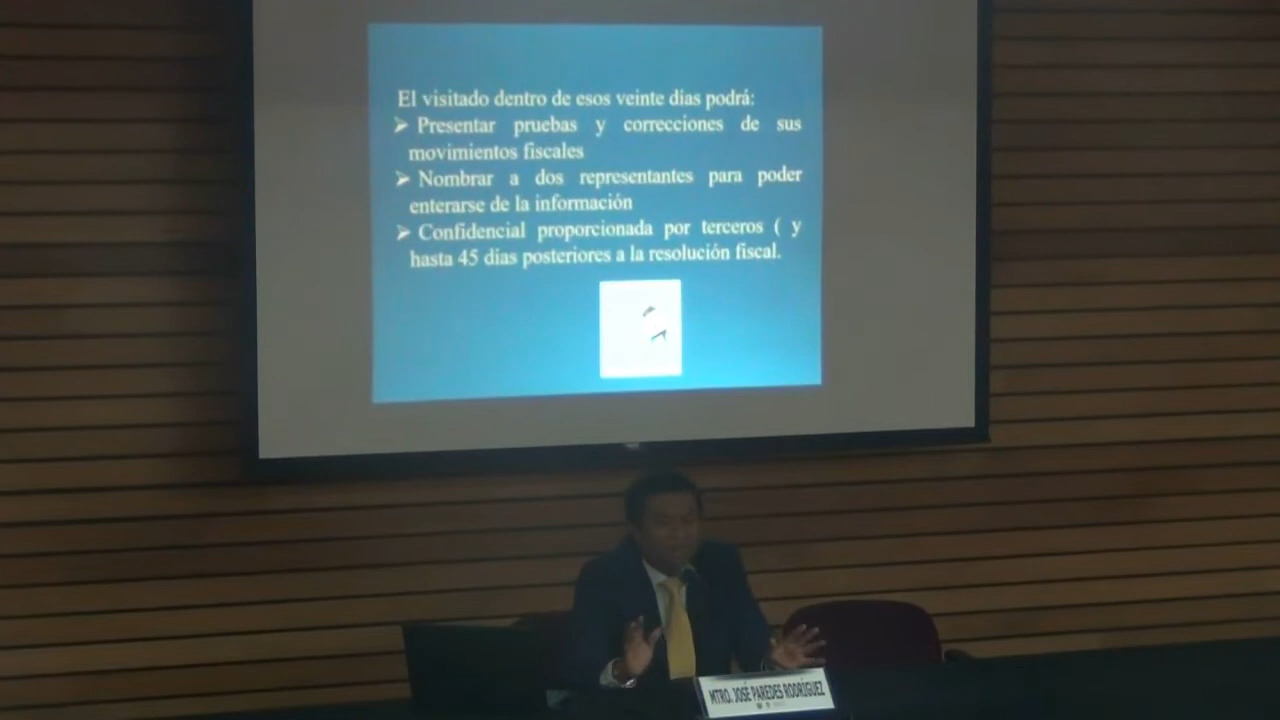 El visitado dentro de esos veinte días podrá:
➢ Presentar pruebas y correcciones de sus
movimientos fiscales
➢ Nombrar a dos representantes para poder
enterarse de la información
➢ Confidencial proporcionada por terceros ( y
hasta 45 días posteriores a la resolución fiscal.
MTRO. JOSÉ PAREDES RODRÍGUEZ